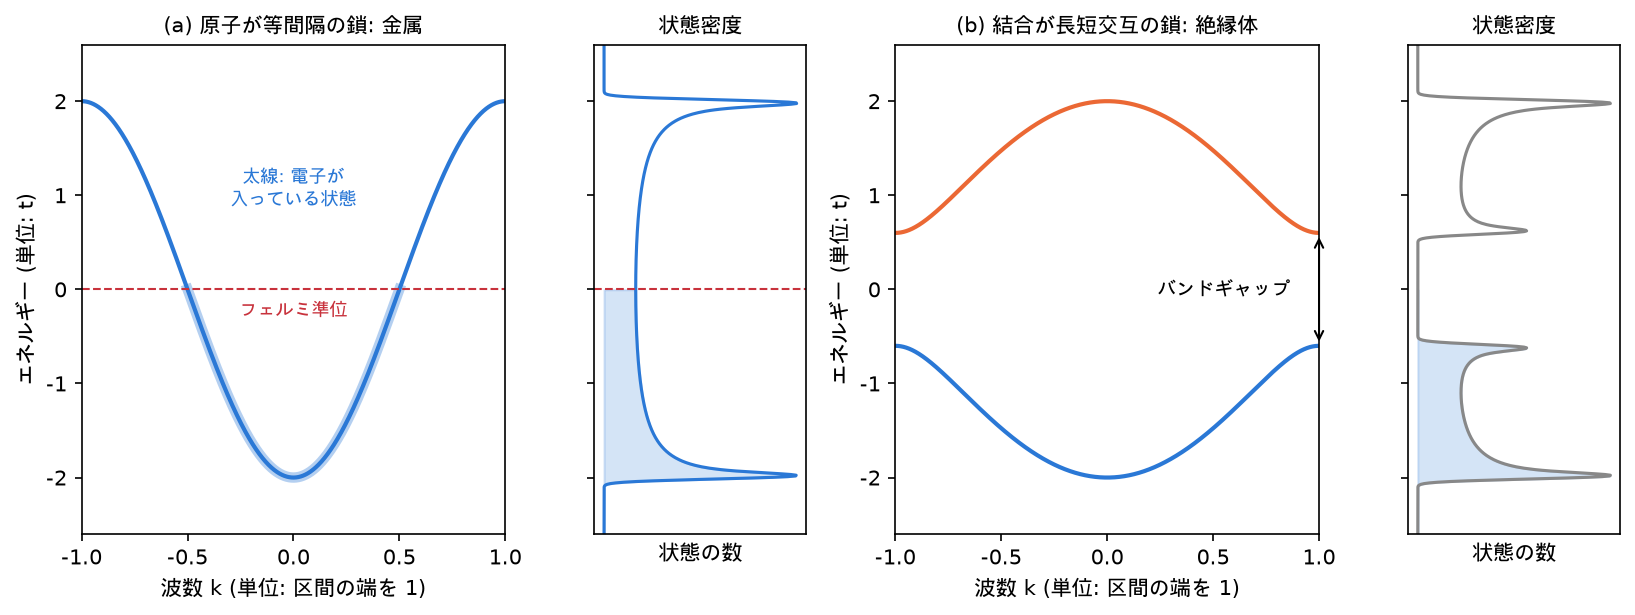 (a) 原子が等間隔の鎖: 金属
エネルギー (単位: t)
2
1
0
-1
-2
太線: 電子が
入っている状態
フェルミ準位
-1.0
-0.5
0.0
0.5
1.0
波数 k (単位: 区間の端を 1)
状態密度
状態の数
(b) 結合が長短交互の鎖: 絶縁体
エネルギー (単位: t)
2
1
0
-1
-2
バンドギャップ
-1.0
-0.5
0.0
0.5
1.0
波数 k (単位: 区間の端を 1)
状態密度
状態の数